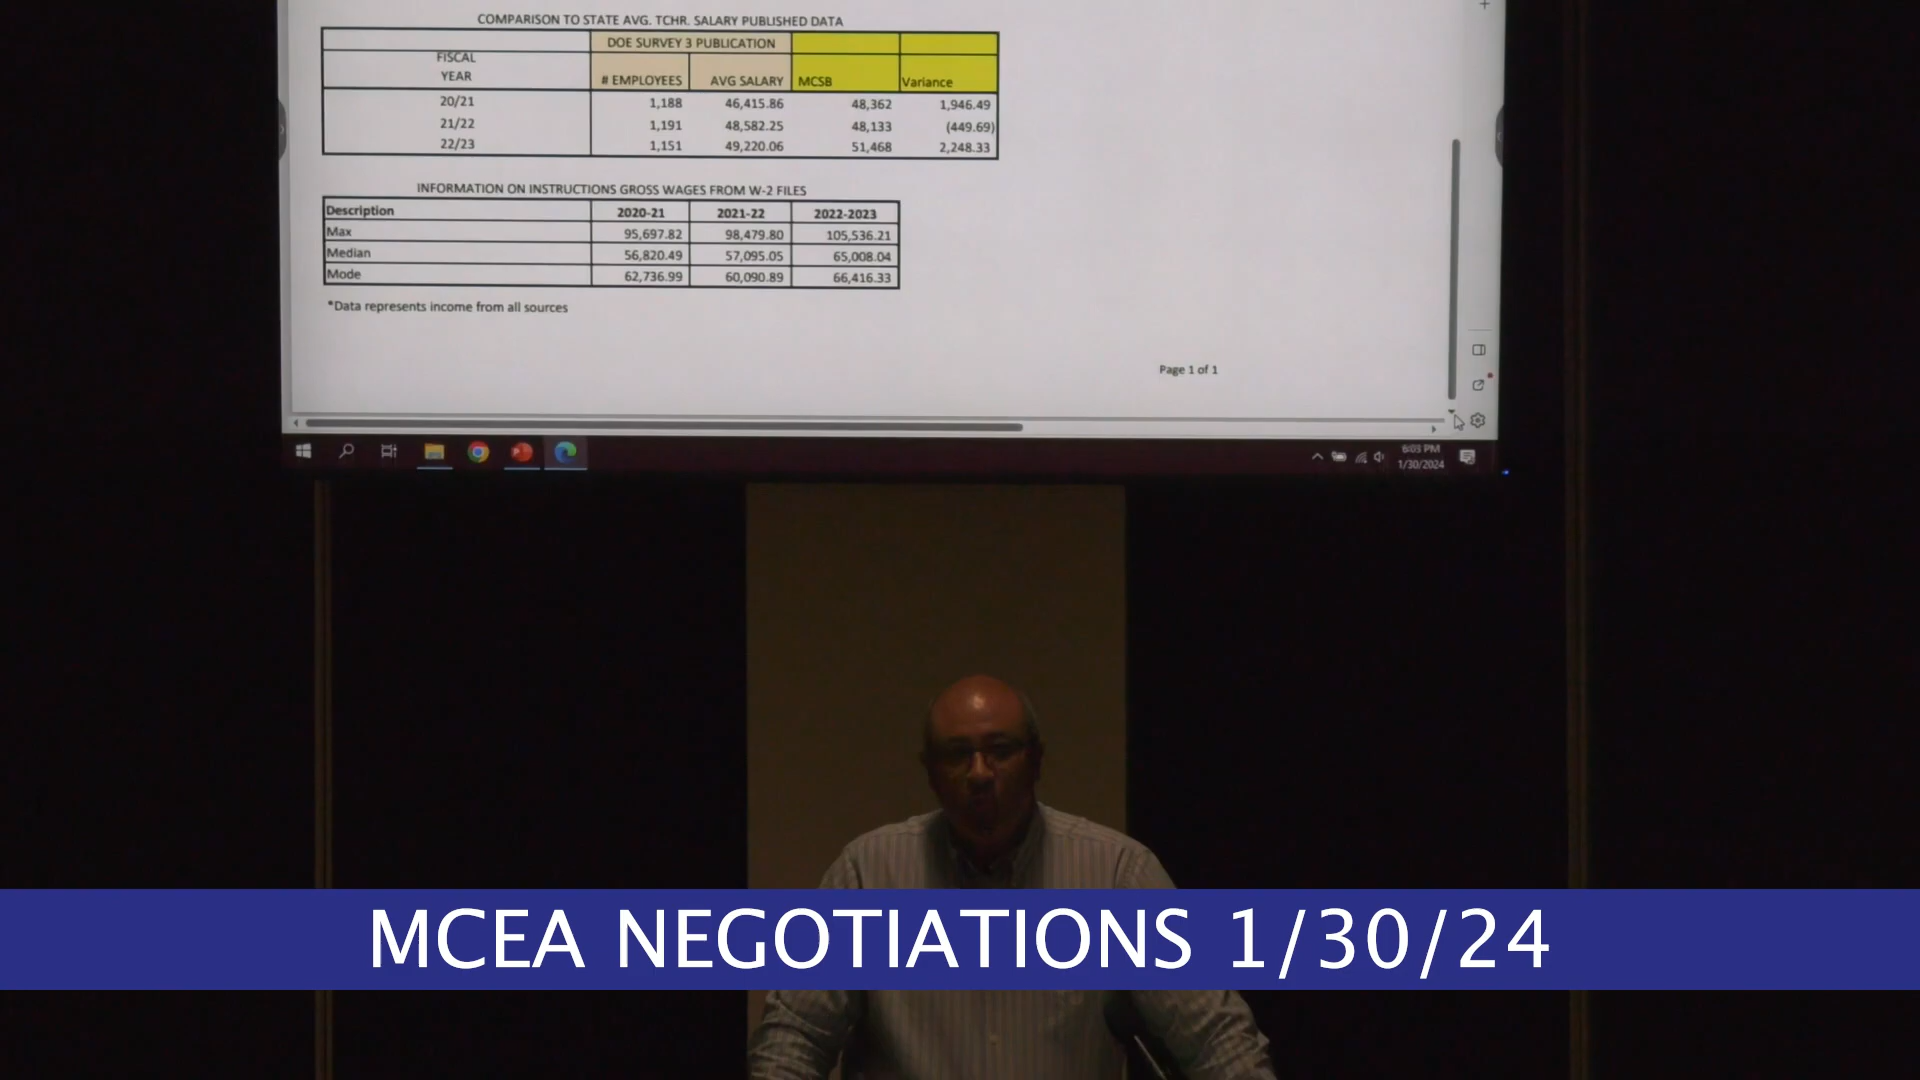 COMPARISON TO STATE AVG. TCHR. SALARY PUBLISHED DATA
DOE SURVEY 3 PUBLICATION
FISCAL
YEAR # EMPLOYEES AVG SALARY MCSB Variance
20/21 1,188 46,415.86 48,362 1,946.49
21/22 1,191 48,582.25 48,133 (449.69)
22/23 1,151 49,220.06 51,468 2,248.33
INFORMATION ON INSTRUCTIONS GROSS WAGES FROM W-2 FILES
Description 2020-21 2021-22 2022-2023
Max 95,697.82 98,479.80 105,536.21
Median 56,820.49 57,095.05 65,008.04
Mode 62,736.99 60,090.89 66,416.33
*Data represents income from all sources
Page 1 of 1
6:03 PM
1/30/2024
MCEA NEGOTIATIONS 1/30/24